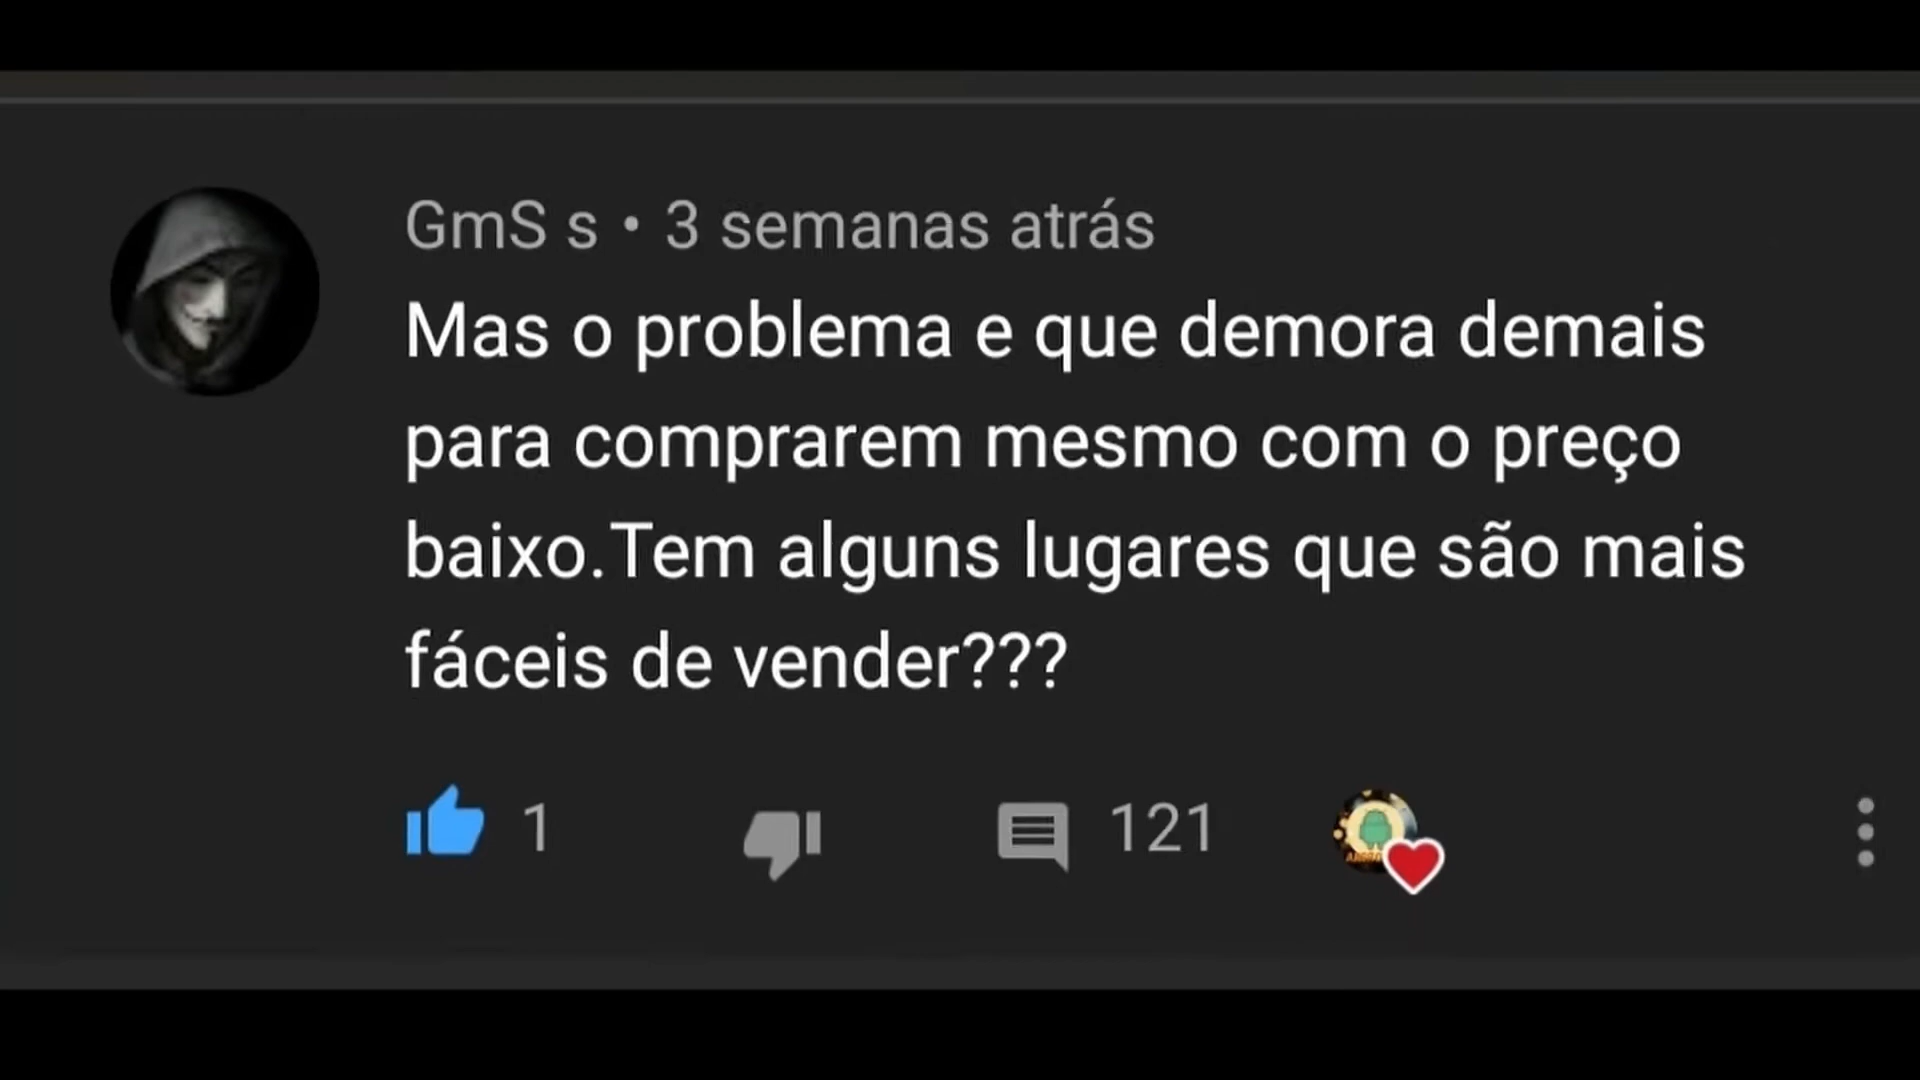 GmS s • 3 semanas atrás
Mas o problema e que demora demais
para comprarem mesmo com o preço
baixo.Tem alguns lugares que são mais
fáceis de vender???
1 121